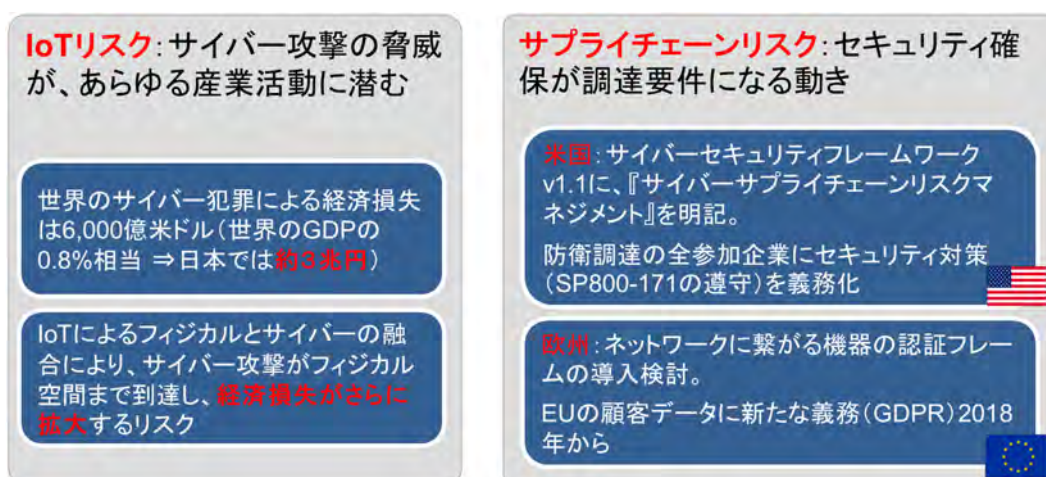 IoTリスク:サイバー攻撃の脅威
が、あらゆる産業活動に潜む
世界のサイバー犯罪による経済損失
は6,000億米ドル(世界のGDPの
0.8%相当 ⇒日本では約3兆円)
IoTによるフィジカルとサイバーの融
合により、サイバー攻撃がフィジカル
空間まで到達し、経済損失がさらに
拡大するリスク
サプライチェーンリスク:セキュリティ確
保が調達要件になる動き
米国:サイバーセキュリティフレームワーク
v1.1に、『サイバーサプライチェーンリスクマ
ネジメント』を明記。
防衛調達の全参加企業にセキュリティ対策
(SP800-171の遵守)を義務化
欧州:ネットワークに繋がる機器の認証フレー
ムの導入検討。
EUの顧客データに新たな義務(GDPR)2018
年から